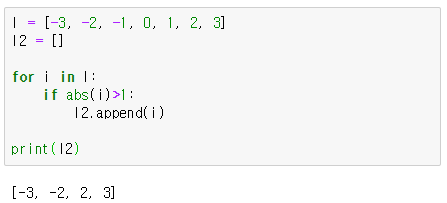 l = [-3, -2, -1, 0, 1, 2, 3]
l2 = []
for i in l:
    if abs(i)>1:
        l2.append(i)
print(l2)
[-3, -2, 2, 3]